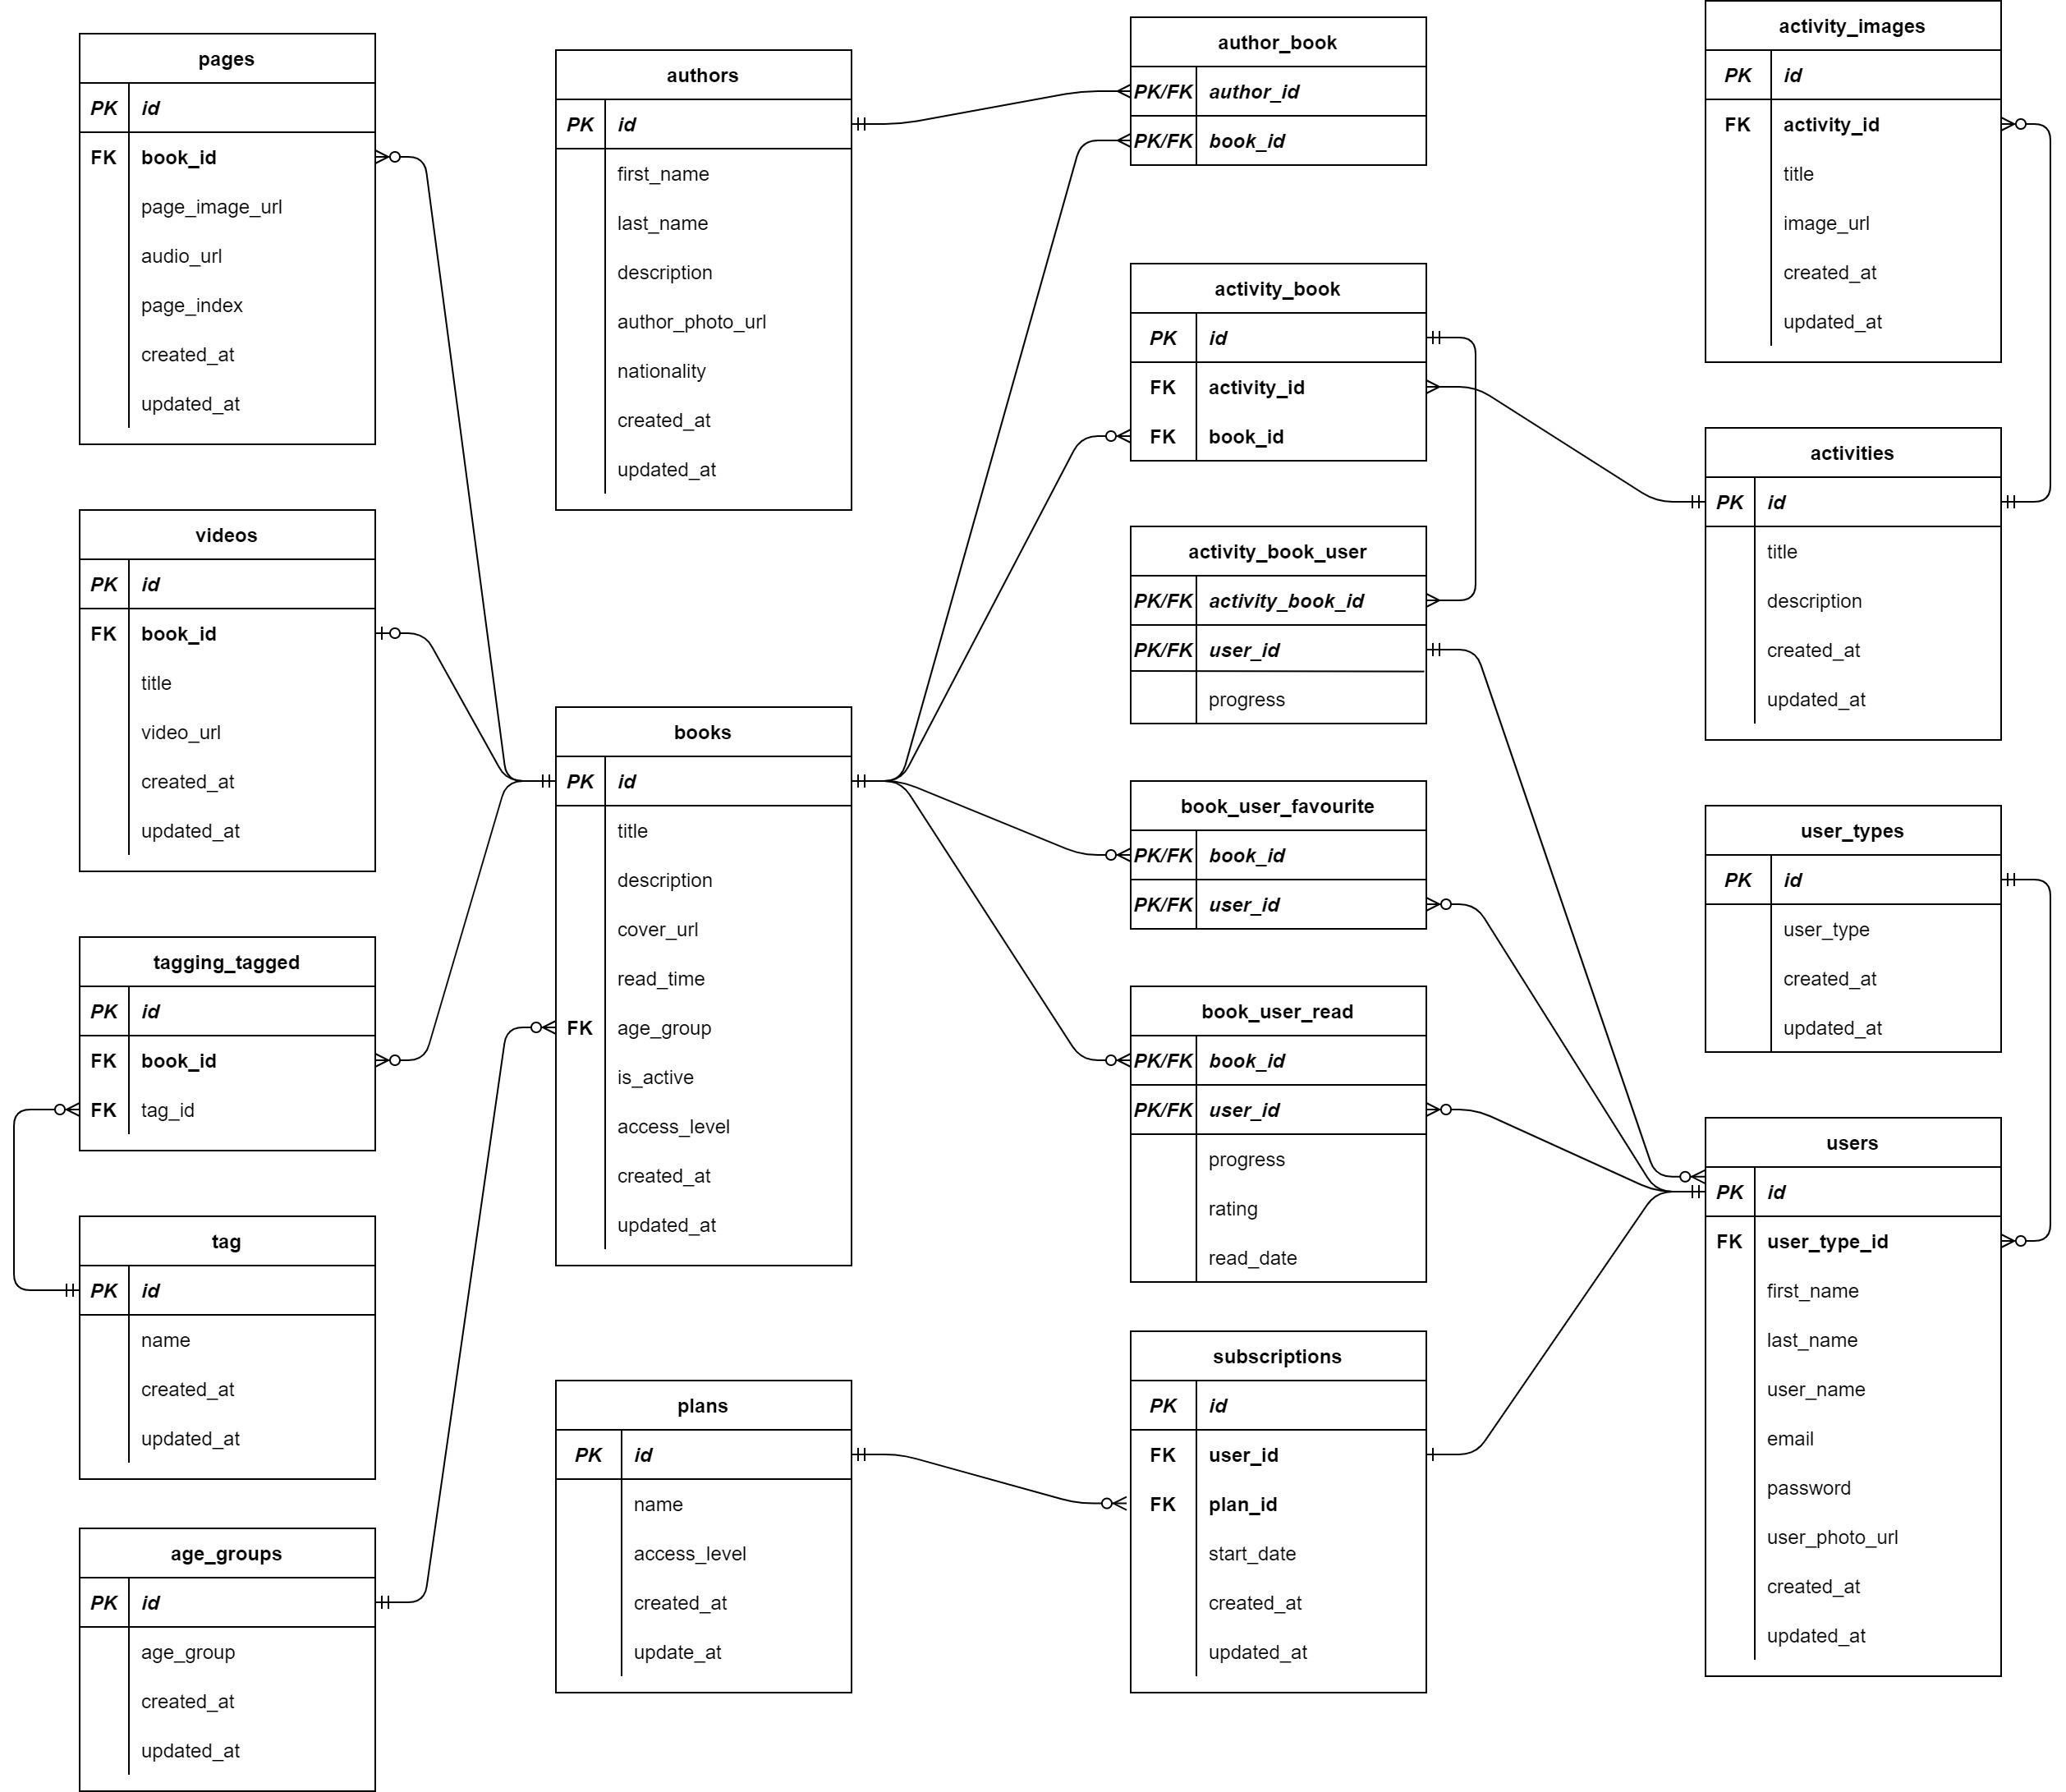 pages
PK id
FK book_id
page_image_url
audio_url
page_index
created_at
updated_at
videos
PK id
FK book_id
title
video_url
created_at
updated_at
tagging_tagged
PK id
FK book_id
FK tag_id
tag
PK id
name
created_at
updated_at
age_groups
PK id
age_group
created_at
updated_at
authors
PK id
first_name
last_name
description
author_photo_url
nationality
created_at
updated_at
books
PK id
title
description
cover_url
read_time
FK age_group
is_active
access_level
created_at
updated_at
plans
PK id
name
access_level
created_at
update_at
author_book
PK/FK author_id
PK/FK book_id
activity_book
PK id
FK activity_id
FK book_id
activity_book_user
PK/FK activity_book_id
PK/FK user_id
progress
book_user_favourite
PK/FK book_id
PK/FK user_id
book_user_read
PK/FK book_id
PK/FK user_id
progress
rating
read_date
subscriptions
PK id
FK user_id
FK plan_id
start_date
created_at
updated_at
activity_images
PK id
FK activity_id
title
image_url
created_at
updated_at
activities
PK id
title
description
created_at
updated_at
user_types
PK id
user_type
created_at
updated_at
users
PK id
FK user_type_id
first_name
last_name
user_name
email
password
user_photo_url
created_at
updated_at